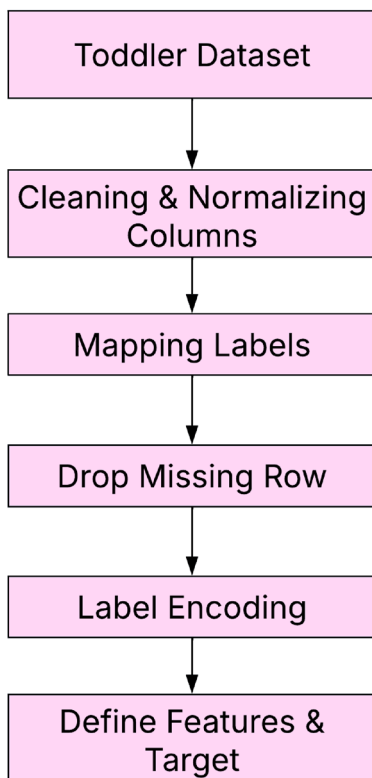 Toddler Dataset
Cleaning & Normalizing
Columns
Mapping Labels
Drop Missing Row
Label Encoding
Define Features &
Target